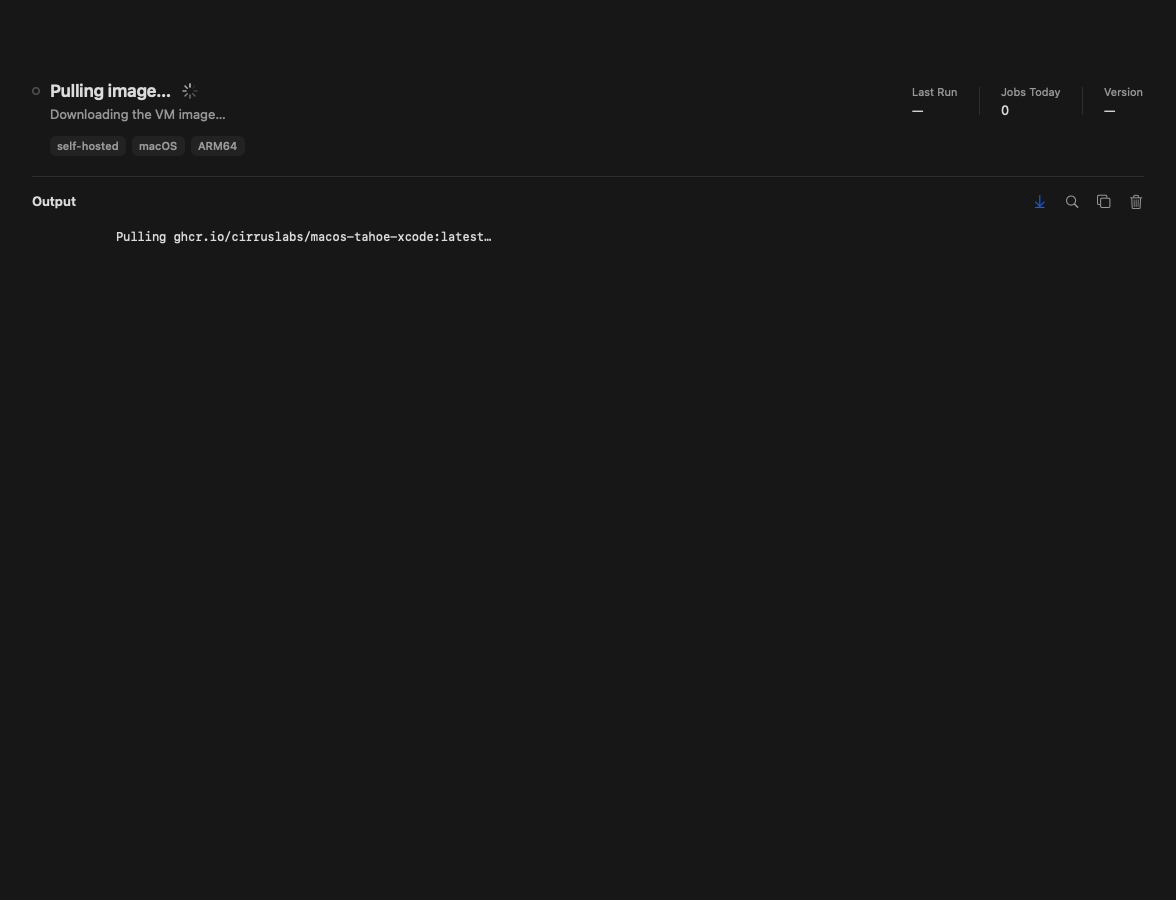 Pulling image...
Downloading the VM image...
self-hosted macOS ARM64
Last Run Jobs Today Version
— 0 —
Output
Pulling ghcr.io/cirruslabs/macos-tahoe-xcode:latest…